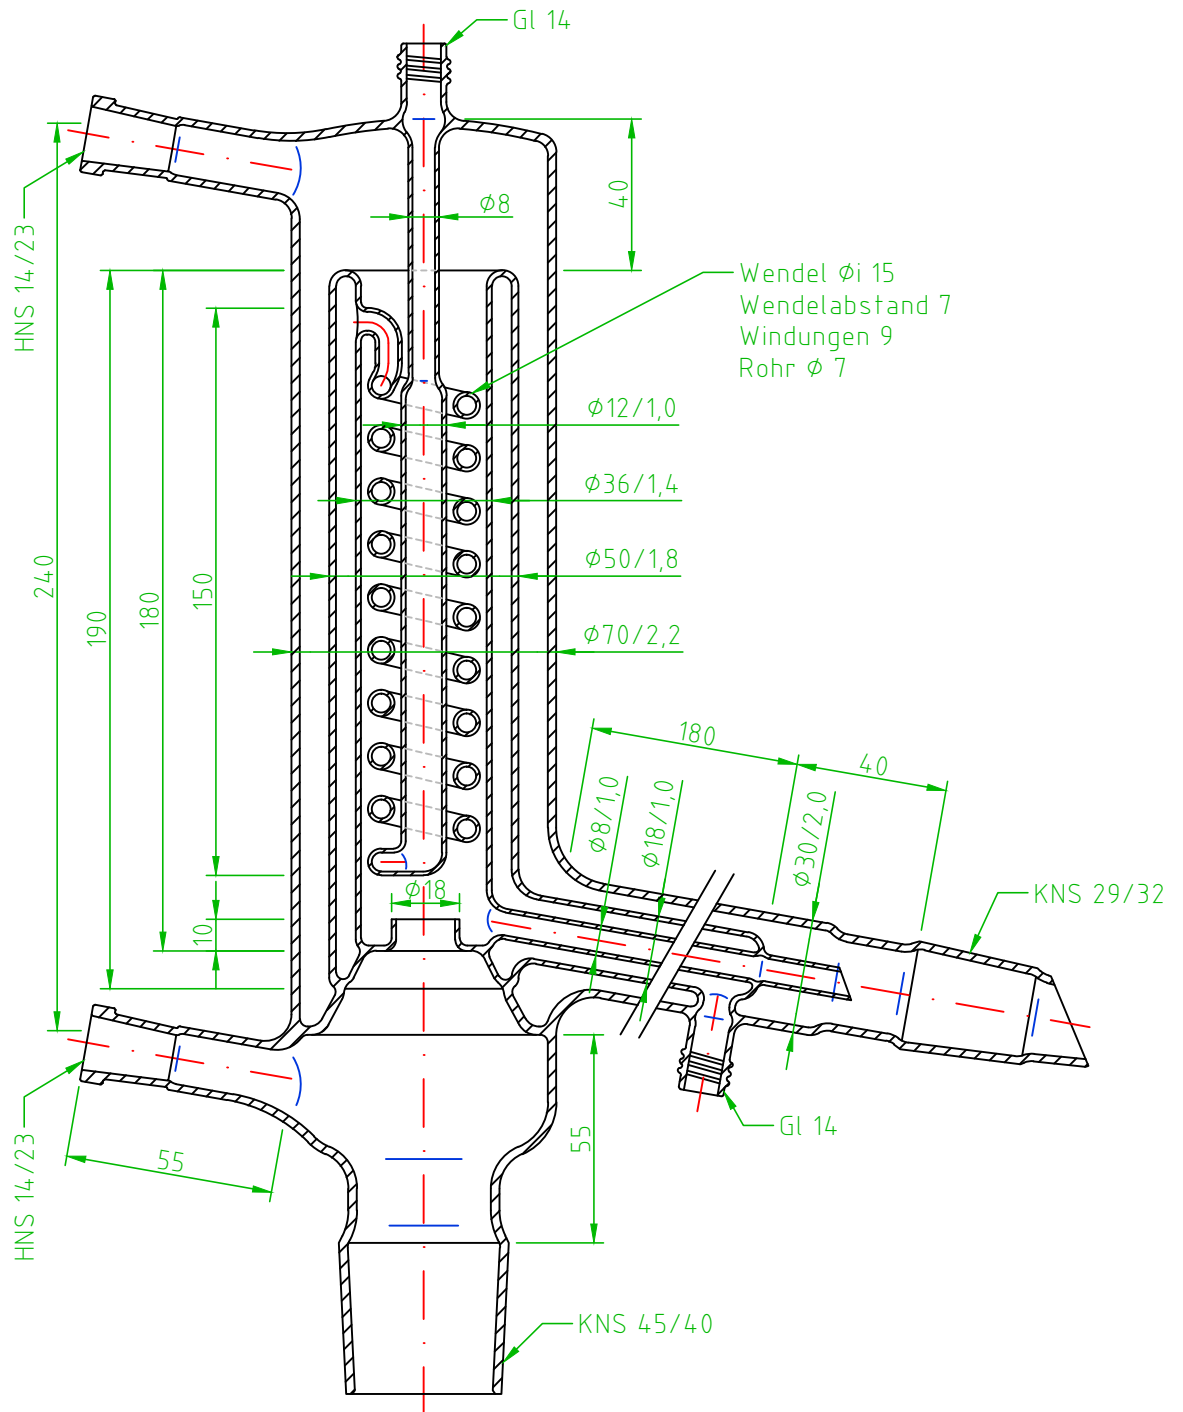 Gl 14
HNS 14/23
40
Ø8
Wendel Øi 15
Wendelabstand 7
Windungen 9
Rohr Ø 7
Ø12/1,0
Ø36/1,4
Ø50/1,8
Ø70/2,2
240
190
180
150
10
Ø18
180
40
Ø8/1,0
Ø18/1,0
Ø30/2,0
KNS 29/32
Gl 14
HNS 14/23
55
55
KNS 45/40